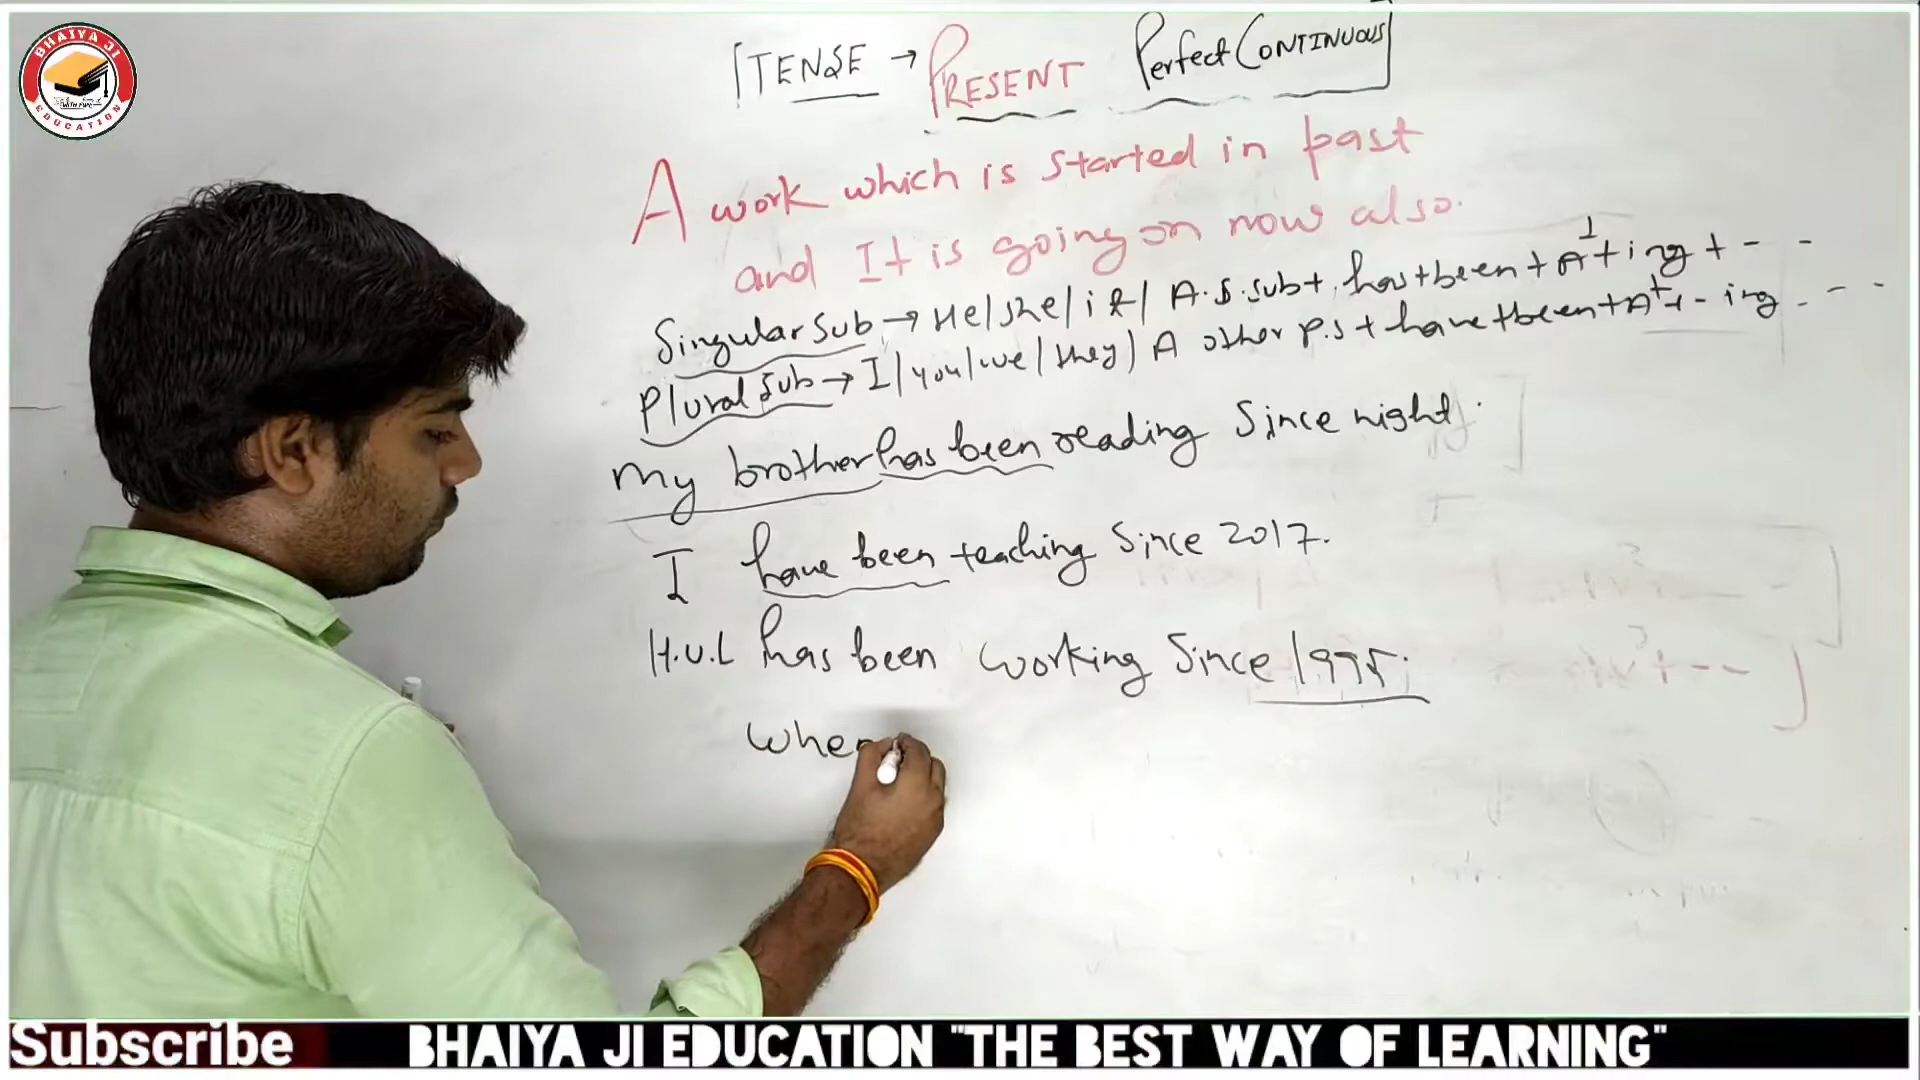 BHAIYA JI
EDUCATION
TENSE → PRESENT Perfect CONTINUOUS
A work which is started in past
and It is going on now also.
Singular Sub → He/She/it/ A.S.Sub+ has+been+ +ing + - -
Plural Sub → I/you/we/they/ A other P.S + have+been+ + - ing - - -
My brother has been reading Since night.
I have been teaching Since 2017.
H.U.L has been working Since 1995.
When
Subscribe BHAIYA JI EDUCATION "THE BEST WAY OF LEARNING"